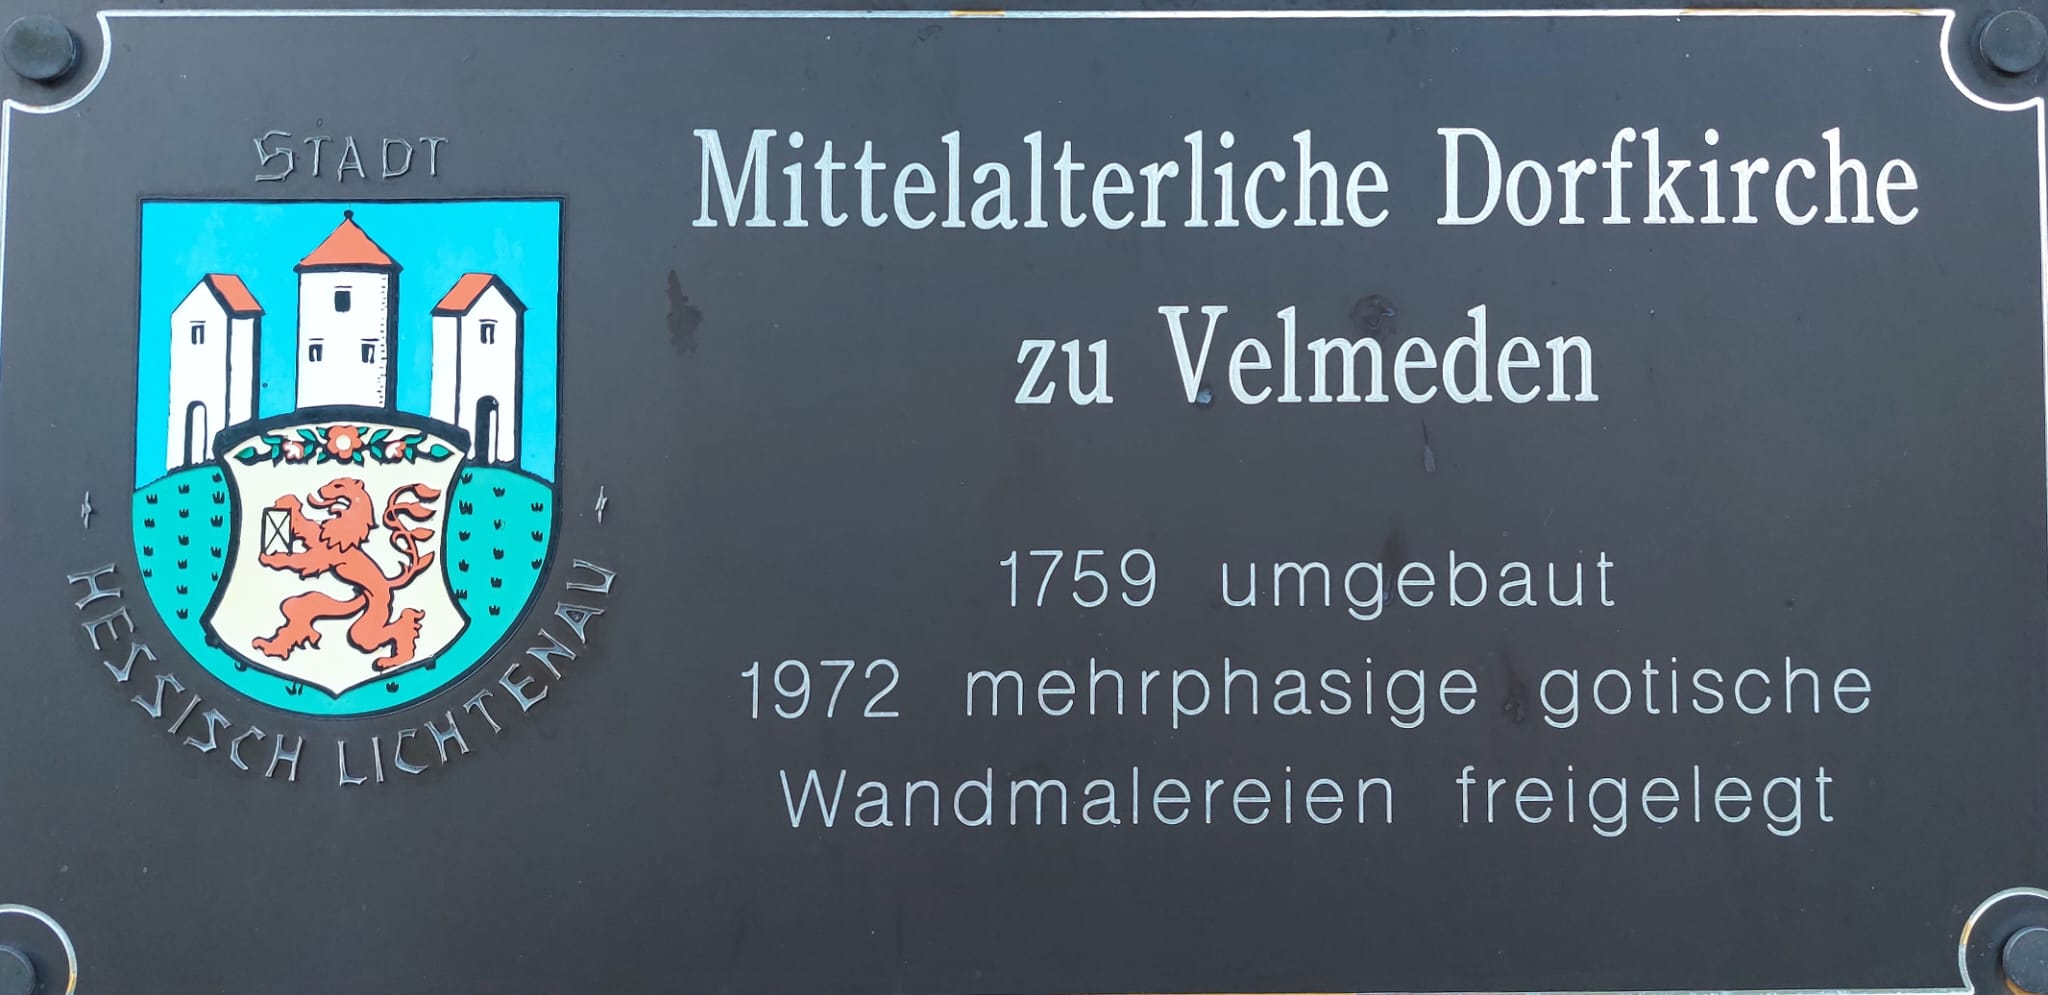 STADT
HESSISCH LICHTENAU
Mittelalterliche Dorfkirche
zu Velmeden
1759 umgebaut
1972 mehrphasige gotische
Wandmalereien freigelegt